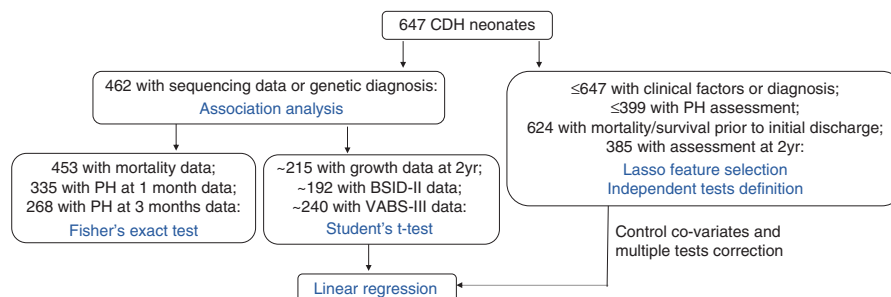 647 CDH neonates
462 with sequencing data or genetic diagnosis:
Association analysis
≤647 with clinical factors or diagnosis;
≤399 with PH assessment;
624 with mortality/survival prior to initial discharge;
385 with assessment at 2yr:
Lasso feature selection
Independent tests definition
453 with mortality data;
335 with PH at 1 month data;
268 with PH at 3 months data:
Fisher's exact test
~215 with growth data at 2yr;
~192 with BSID-II data;
~240 with VABS-III data:
Student's t-test
Control co-variates and
multiple tests correction
Linear regression